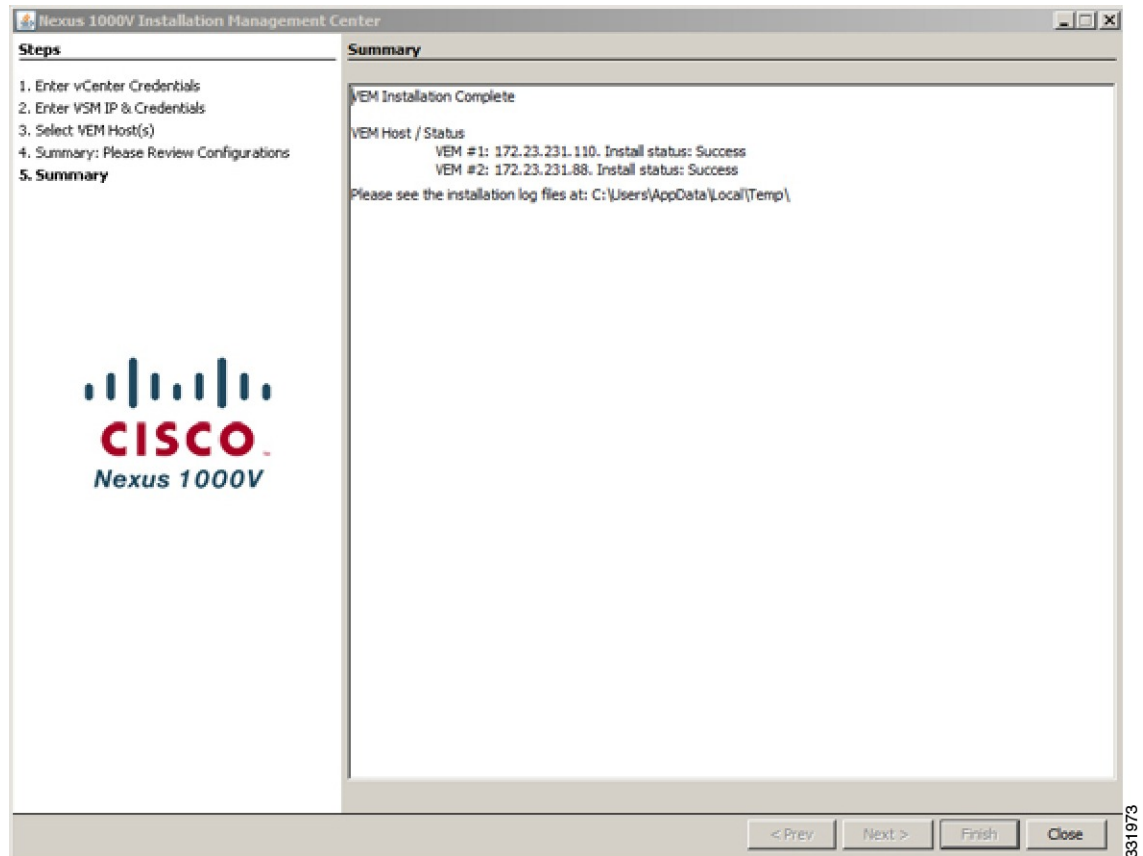 Nexus 1000V Installation Management Center
Steps
1. Enter vCenter Credentials
2. Enter VSM IP & Credentials
3. Select VEM Host(s)
4. Summary: Please Review Configurations
5. Summary
CISCO™
Nexus 1000V
Summary
VEM Installation Complete
VEM Host / Status
VEM #1: 172.23.231.110. Install status: Success
VEM #2: 172.23.231.88. Install status: Success
Please see the installation log files at: C:\Users\AppData\Local\Temp\
< Prev
Next >
Finish
Close
331973